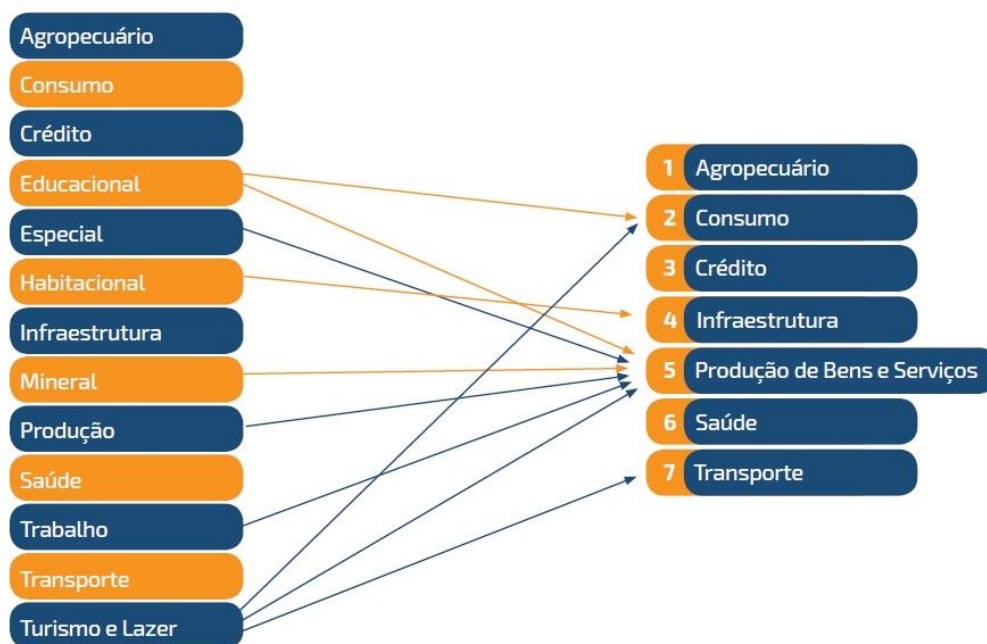 Agropecuário
Consumo
Crédito
Educacional
Especial
Habitacional
Infraestrutura
Mineral
Produção
Saúde
Trabalho
Transporte
Turismo e Lazer
1 Agropecuário
2 Consumo
3 Crédito
4 Infraestrutura
5 Produção de Bens e Serviços
6 Saúde
7 Transporte